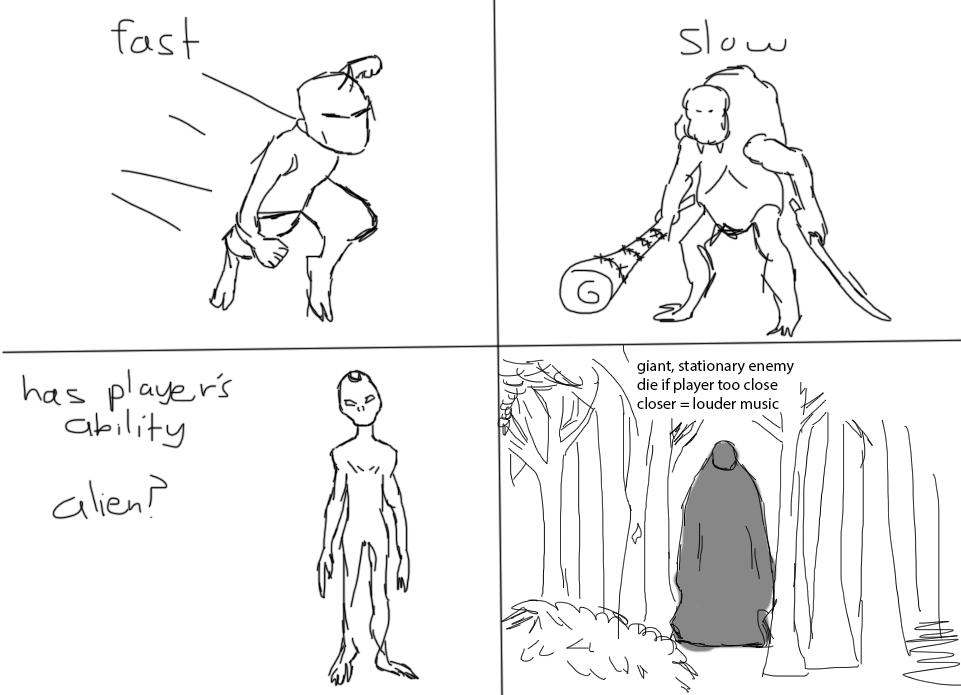 fast
slow
has player's
ability
alien?
giant, stationary enemy
die if player too close
closer = louder music